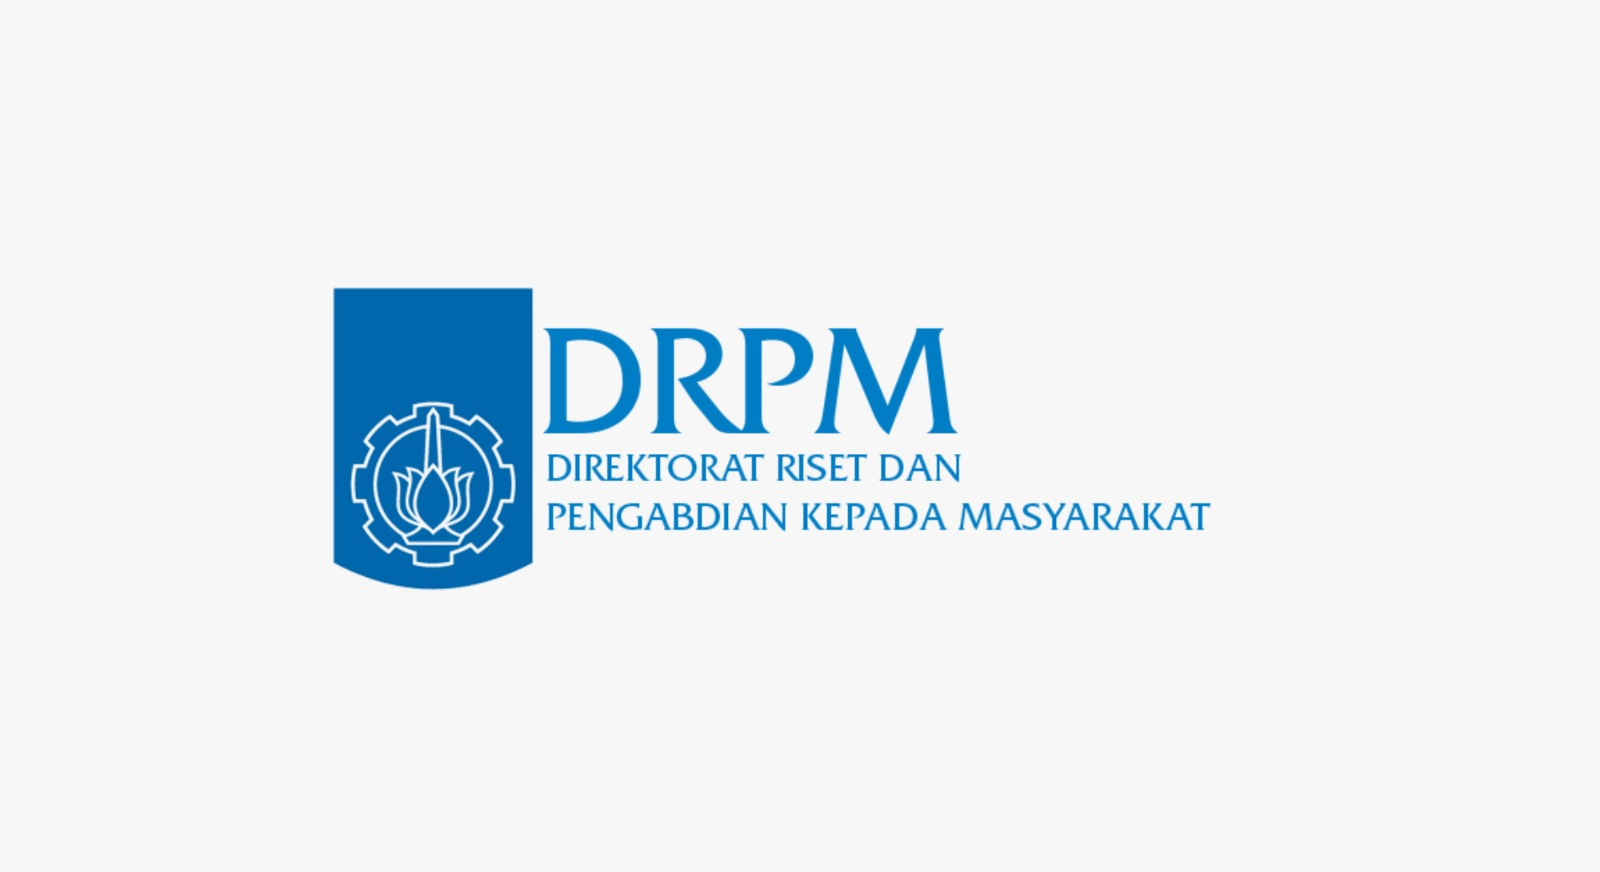 DRPM
DIREKTORAT RISET DAN
PENGABDIAN KEPADA MASYARAKAT